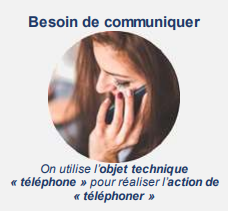 Besoin de communiquer
On utilise l'objet technique
« téléphone » pour réaliser l'action de
« téléphoner »